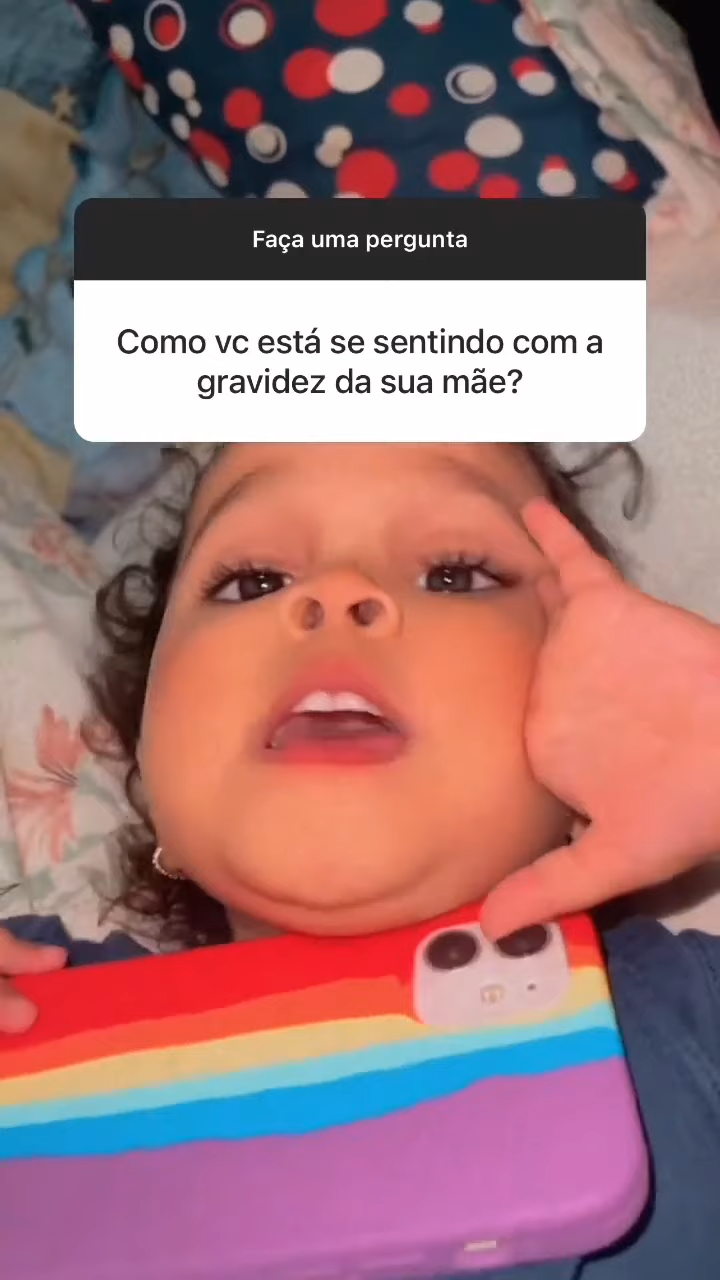 Faça uma pergunta
Como vc está se sentindo com a
gravidez da sua mãe?